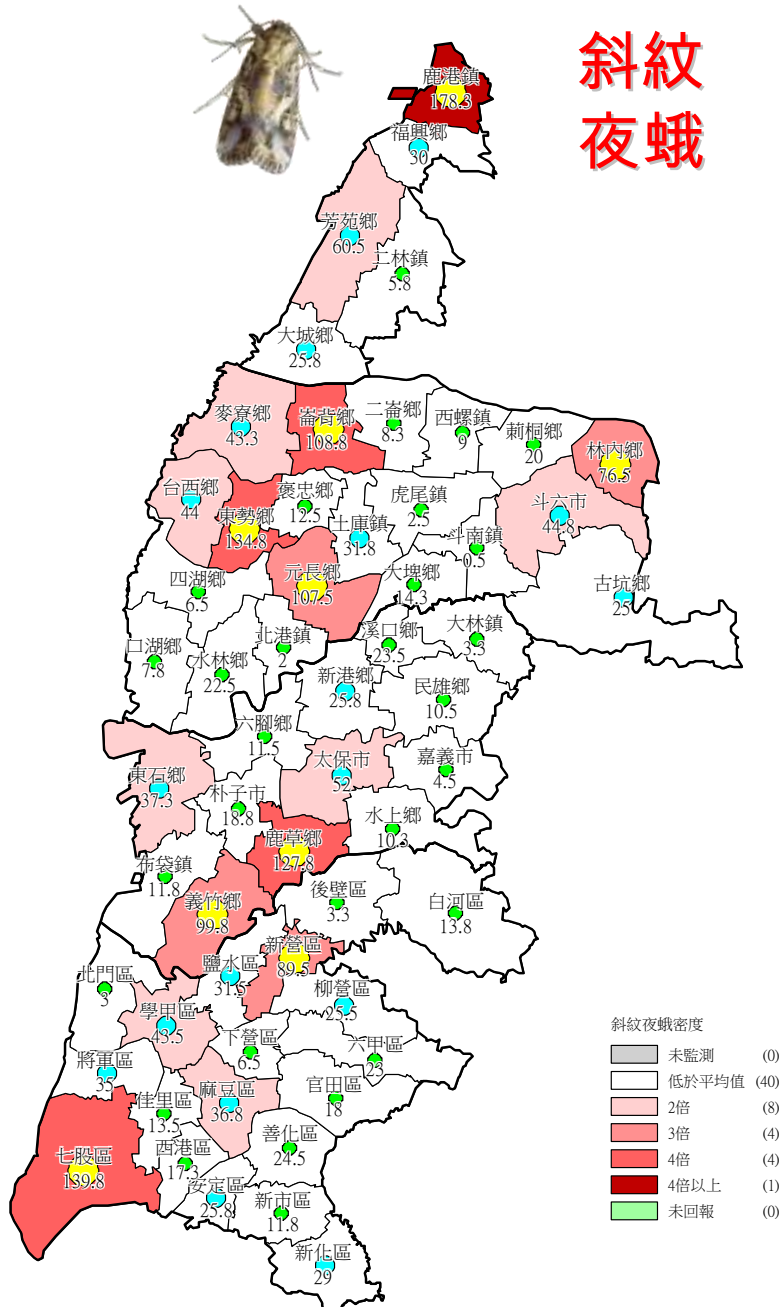 斜紋
夜蛾
鹿港鎮
178.3
福興鄉
30
芳苑鄉
60.5
二林鎮
5.8
大城鄉
25.8
麥寮鄉
43.3
崙背鄉
108.8
二崙鄉
8.3
西螺鎮
9
莿桐鄉
20
林內鄉
76.5
台西鄉
44
東勢鄉
134.8
褒忠鄉
12.5
土庫鎮
31.8
虎尾鎮
2.5
斗南鎮
0.5
斗六市
44.8
四湖鄉
6.5
元長鄉
107.5
大埤鄉
14.3
古坑鄉
25
口湖鄉
7.8
水林鄉
22.5
北港鎮
2
溪口鄉
23.5
大林鎮
3.3
新港鄉
25.8
民雄鄉
10.5
六腳鄉
11.5
東石鄉
37.3
朴子市
18.8
太保市
52
嘉義市
4.5
水上鄉
10.3
鹿草鄉
127.8
布袋鎮
11.8
義竹鄉
99.8
後壁區
3.3
白河區
13.8
新營區
89.5
鹽水區
31.5
北門區
3
學甲區
43.5
柳營區
25.5
下營區
6.5
六甲區
23
將軍區
35
佳里區
13.5
麻豆區
36.8
官田區
18
七股區
139.8
西港區
17.3
善化區
24.5
安定區
25.8
新市區
11.8
新化區
29
斜紋夜蛾密度
未監測 (0)
低於平均值 (40)
2倍 (8)
3倍 (4)
4倍 (4)
4倍以上 (1)
未回報 (0)